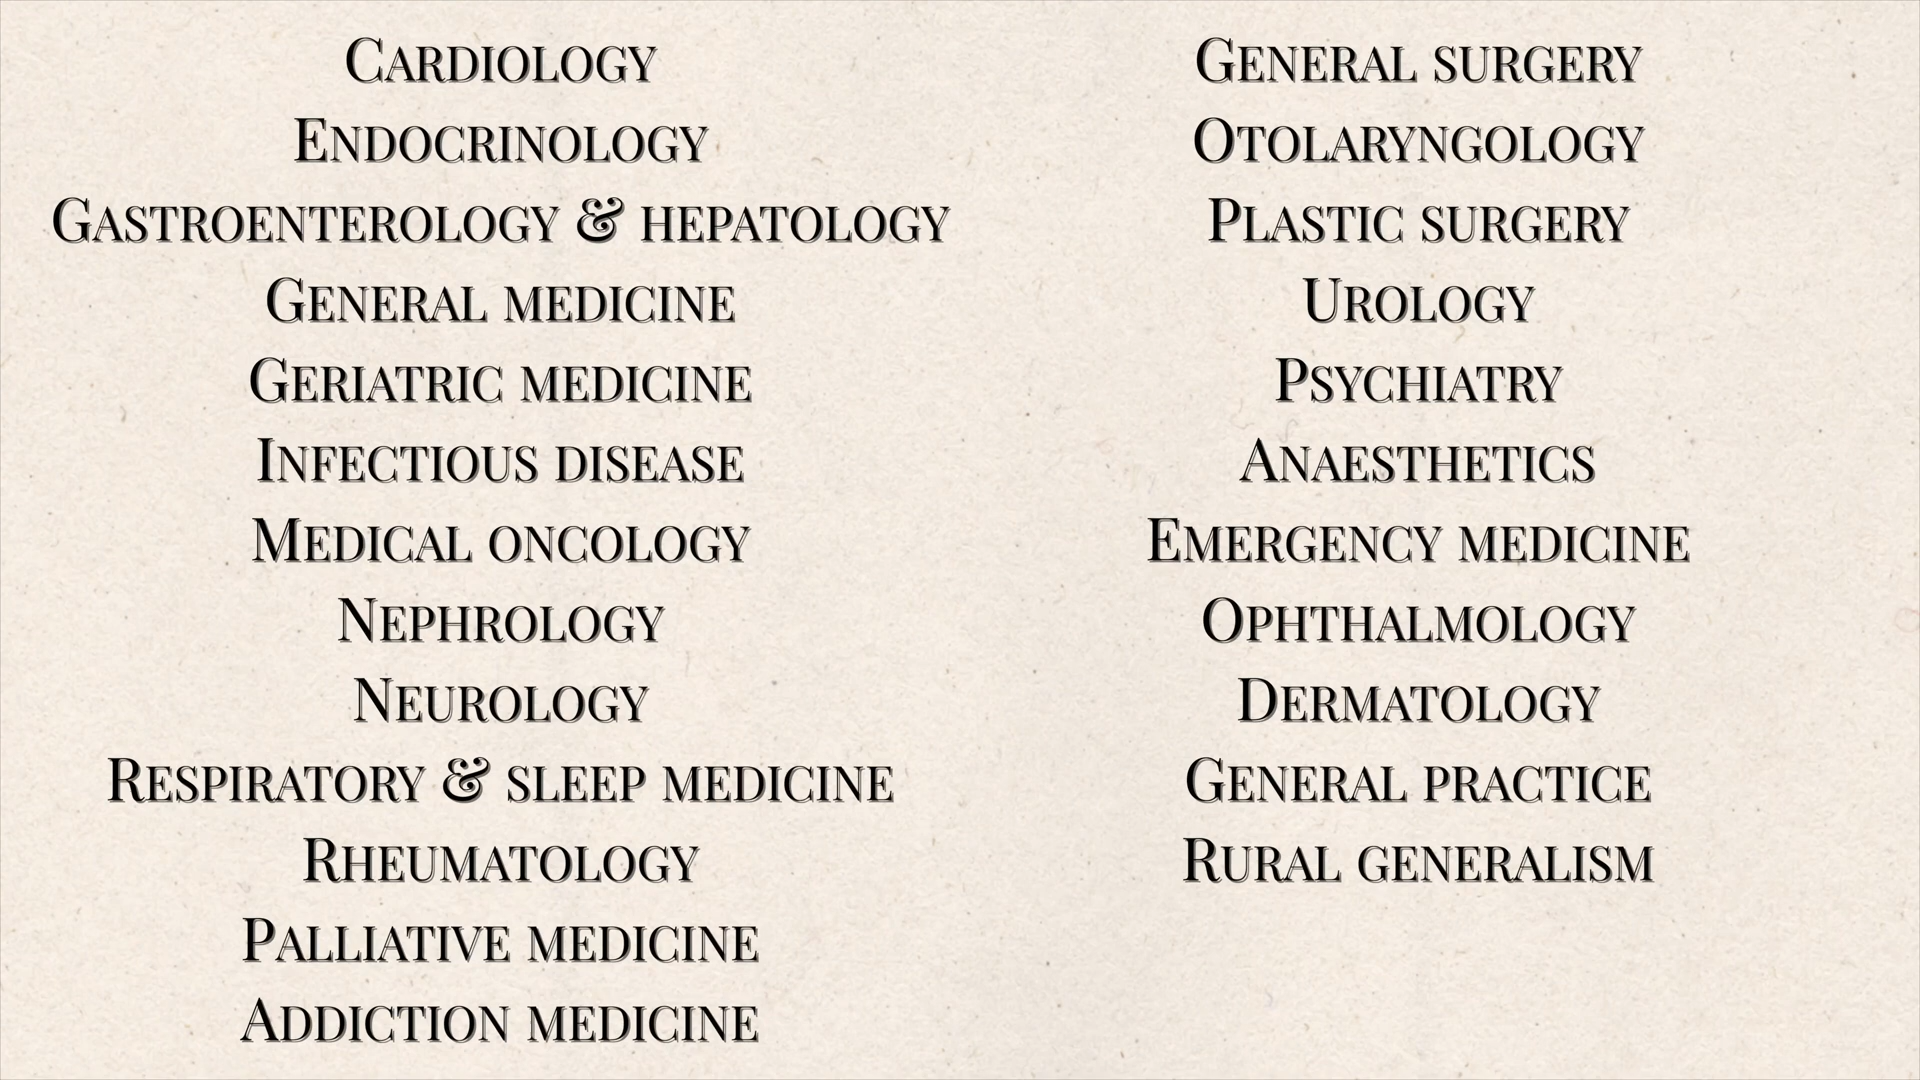 Cardiology
Endocrinology
Gastroenterology & hepatology
General medicine
Geriatric medicine
Infectious disease
Medical oncology
Nephrology
Neurology
Respiratory & sleep medicine
Rheumatology
Palliative medicine
Addiction medicine
General surgery
Otolaryngology
Plastic surgery
Urology
Psychiatry
Anaesthetics
Emergency medicine
Ophthalmology
Dermatology
General practice
Rural generalism